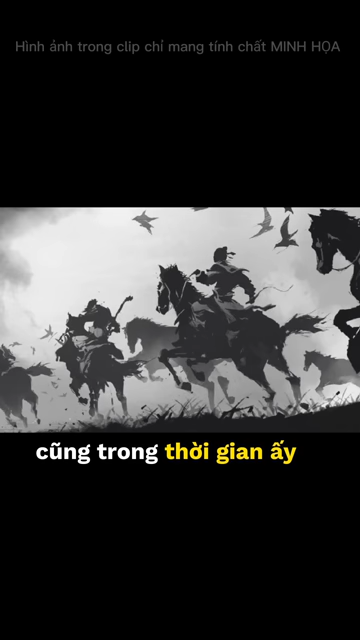 Hình ảnh trong clip chỉ mang tính chất MINH HỌA
cũng trong thời gian ấy